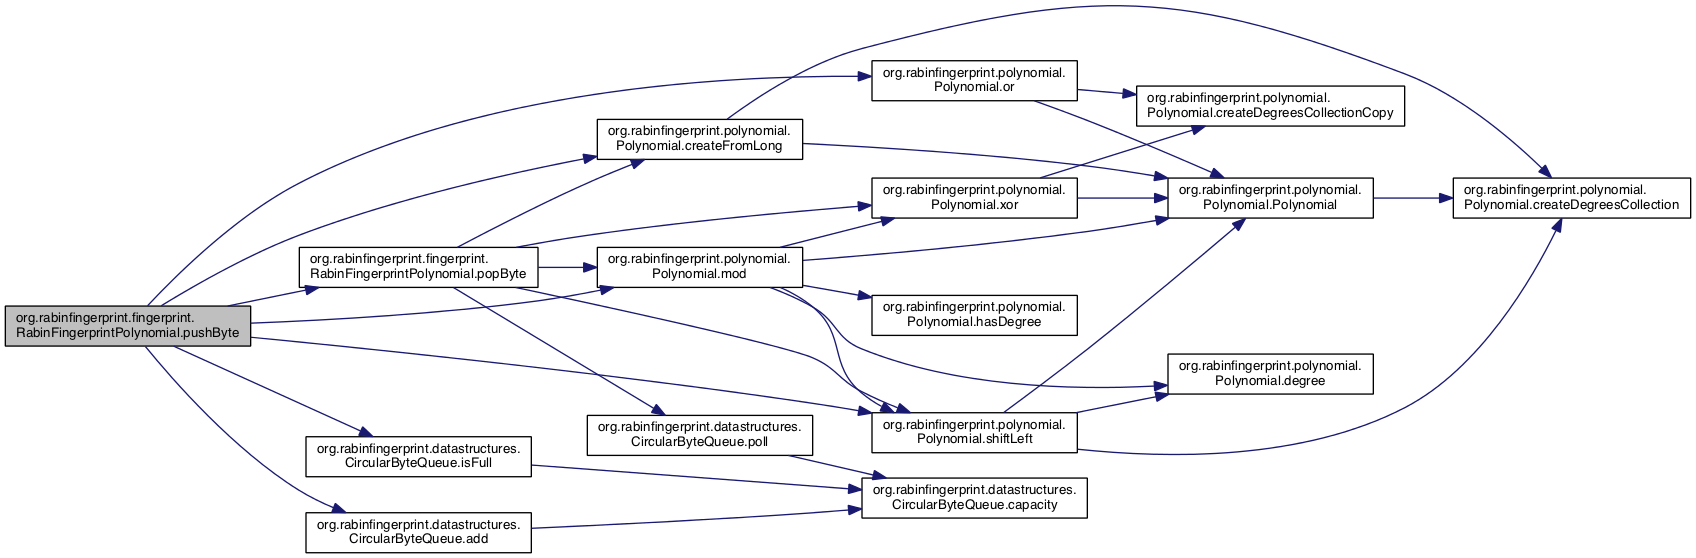 org.rabinfingerprint.polynomial.
Polynomial.or
org.rabinfingerprint.polynomial.
Polynomial.createDegreesCollectionCopy
org.rabinfingerprint.polynomial.
Polynomial.createFromLong
org.rabinfingerprint.polynomial.
Polynomial.xor
org.rabinfingerprint.polynomial.
Polynomial.Polynomial
org.rabinfingerprint.polynomial.
Polynomial.createDegreesCollection
org.rabinfingerprint.fingerprint.
RabinFingerprintPolynomial.popByte
org.rabinfingerprint.polynomial.
Polynomial.mod
org.rabinfingerprint.fingerprint.
RabinFingerprintPolynomial.pushByte
org.rabinfingerprint.polynomial.
Polynomial.hasDegree
org.rabinfingerprint.polynomial.
Polynomial.degree
org.rabinfingerprint.datastructures.
CircularByteQueue.poll
org.rabinfingerprint.polynomial.
Polynomial.shiftLeft
org.rabinfingerprint.datastructures.
CircularByteQueue.isFull
org.rabinfingerprint.datastructures.
CircularByteQueue.capacity
org.rabinfingerprint.datastructures.
CircularByteQueue.add